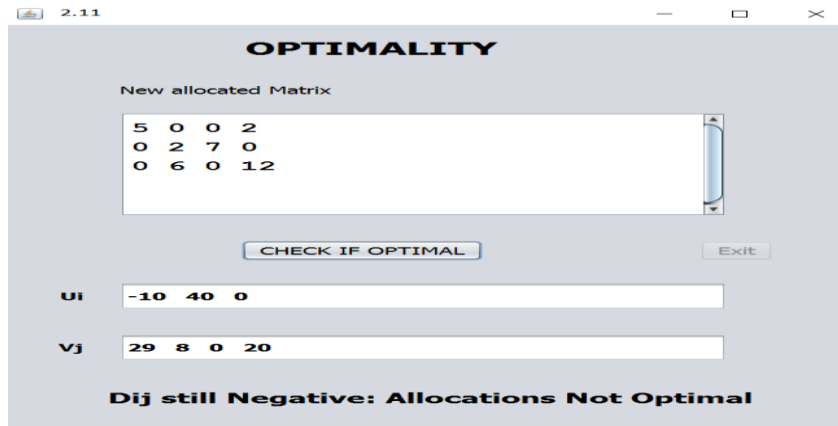 2.11
OPTIMALITY
New allocated Matrix
5 0 0 2
0 2 7 0
0 6 0 12
CHECK IF OPTIMAL Exit
Ui -10 40 0
Vj 29 8 0 20
Dij still Negative: Allocations Not Optimal